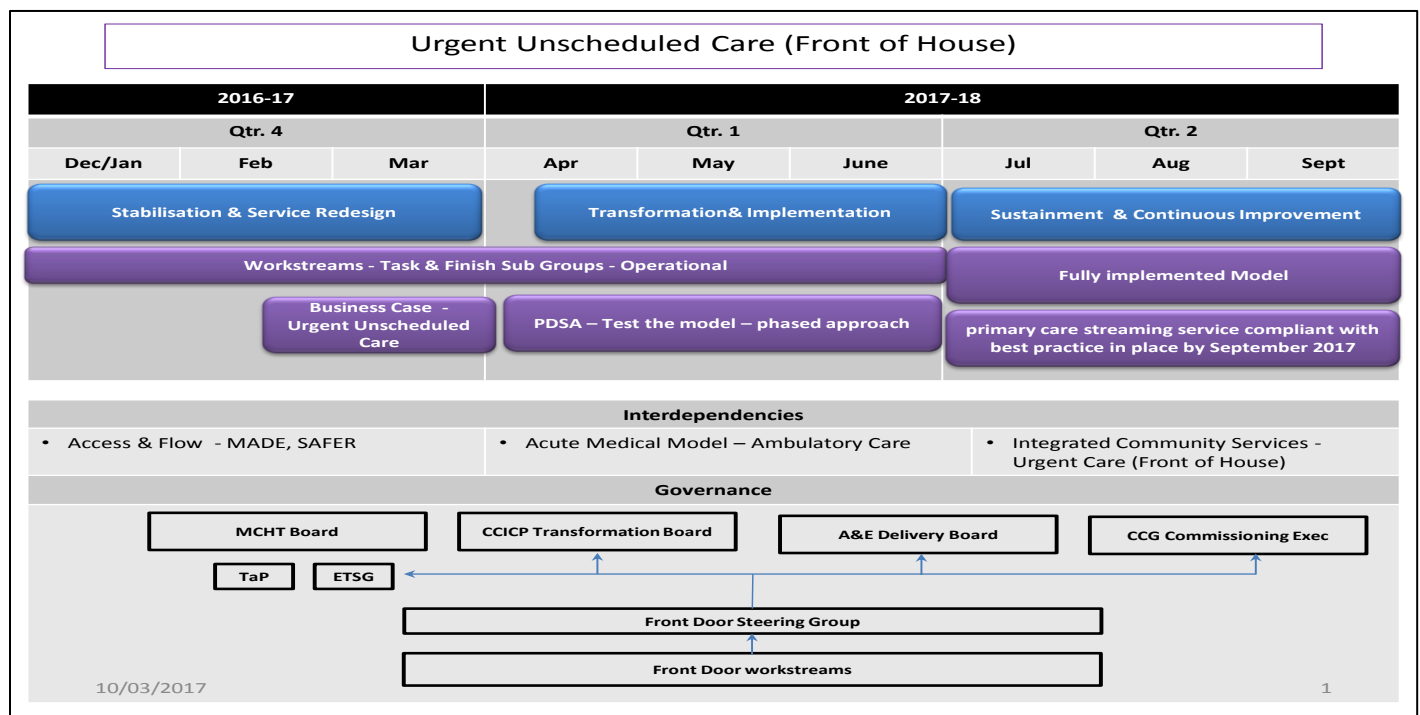 Urgent Unscheduled Care (Front of House)
2016-17
2017-18
Qtr. 4
Qtr. 1
Qtr. 2
Dec/Jan
Feb
Mar
Apr
May
June
Jul
Aug
Sept
Stabilisation & Service Redesign
Transformation& Implementation
Sustainment & Continuous Improvement
Workstreams - Task & Finish Sub Groups - Operational
Fully implemented Model
Business Case -
Urgent Unscheduled
Care
PDSA – Test the model – phased approach
primary care streaming service compliant with
best practice in place by September 2017
Interdependencies
• Access & Flow - MADE, SAFER
• Acute Medical Model – Ambulatory Care
• Integrated Community Services -
Urgent Care (Front of House)
Governance
MCHT Board
CCICP Transformation Board
A&E Delivery Board
CCG Commissioning Exec
TaP
ETSG
Front Door Steering Group
Front Door workstreams
10/03/2017
1